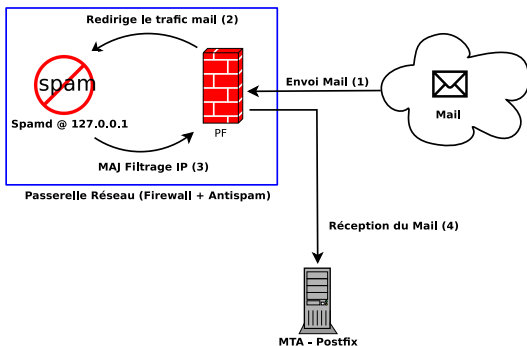 Redirige le trafic mail (2)
spam
Spamd @ 127.0.0.1
PF
Envoi Mail (1)
Mail
MAJ Filtrage IP (3)
Passerelle Réseau (Firewall + Antispam)
Réception du Mail (4)
MTA - Postfix